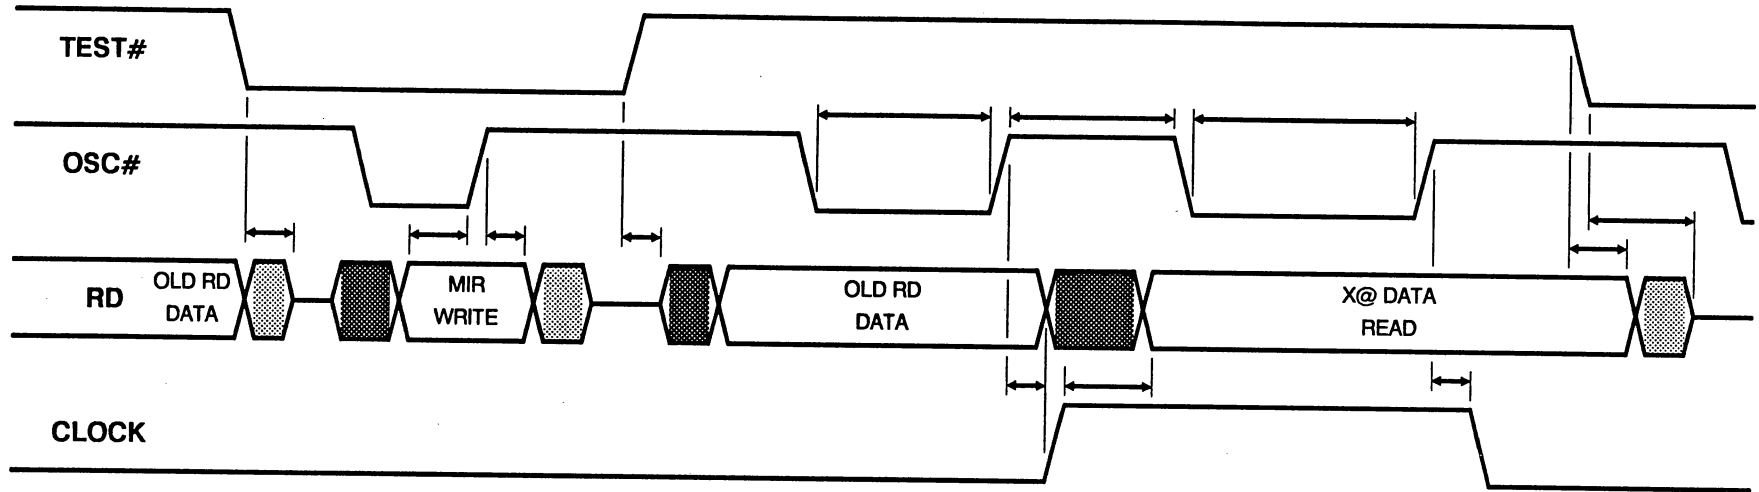 TEST#
OSC#
RD
OLD RD
DATA
MIR
WRITE
OLD RD
DATA
X@ DATA
READ
CLOCK